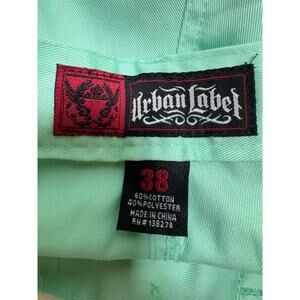 Urban Label
38
60%COTTON
40%POLYESTER
MADE IN CHINA
RN # 138278